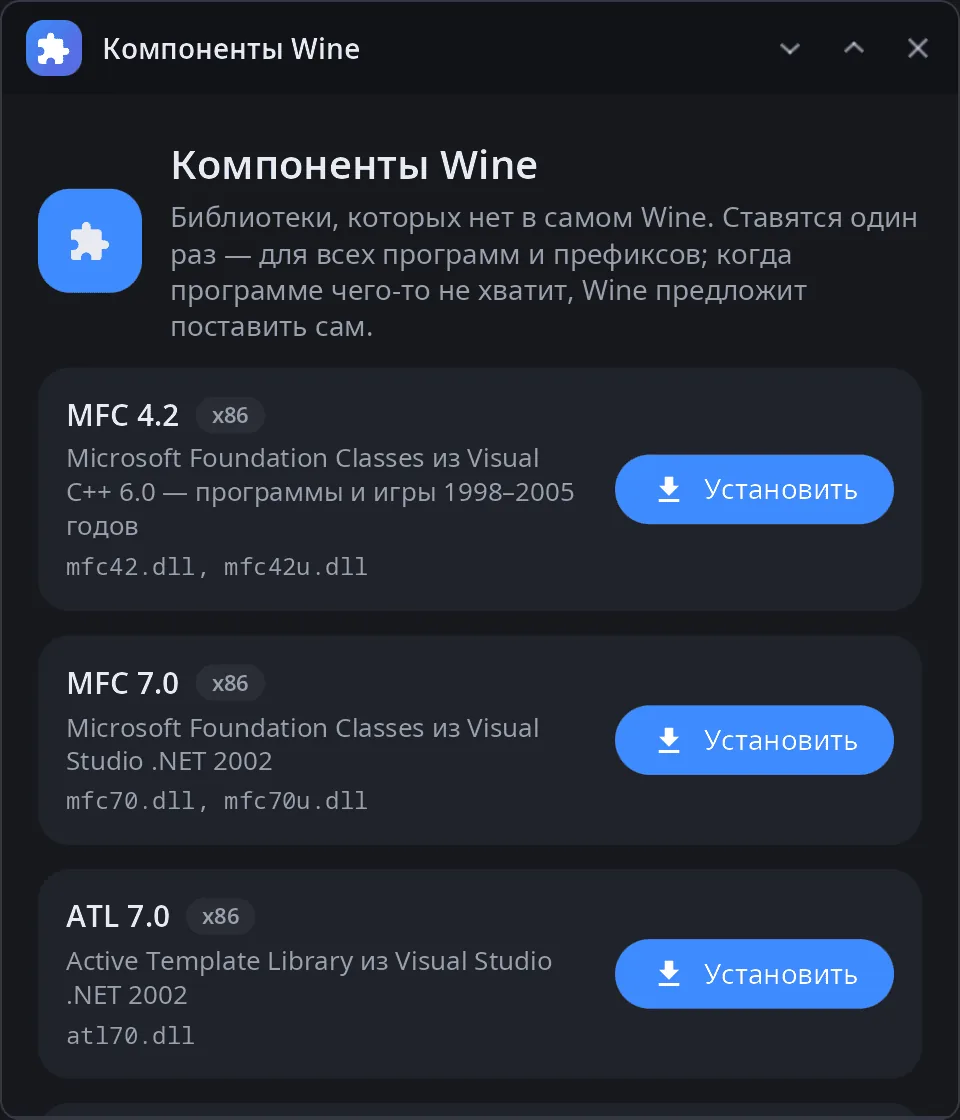 Компоненты Wine
Компоненты Wine
Библиотеки, которых нет в самом Wine. Ставятся один
раз — для всех программ и префиксов; когда
программе чего-то не хватит, Wine предложит
поставить сам.
MFC 4.2 x86
Microsoft Foundation Classes из Visual
C++ 6.0 — программы и игры 1998–2005
годов
mfc42.dll, mfc42u.dll
Установить
MFC 7.0 x86
Microsoft Foundation Classes из Visual
Studio .NET 2002
mfc70.dll, mfc70u.dll
Установить
ATL 7.0 x86
Active Template Library из Visual Studio
.NET 2002
atl70.dll
Установить